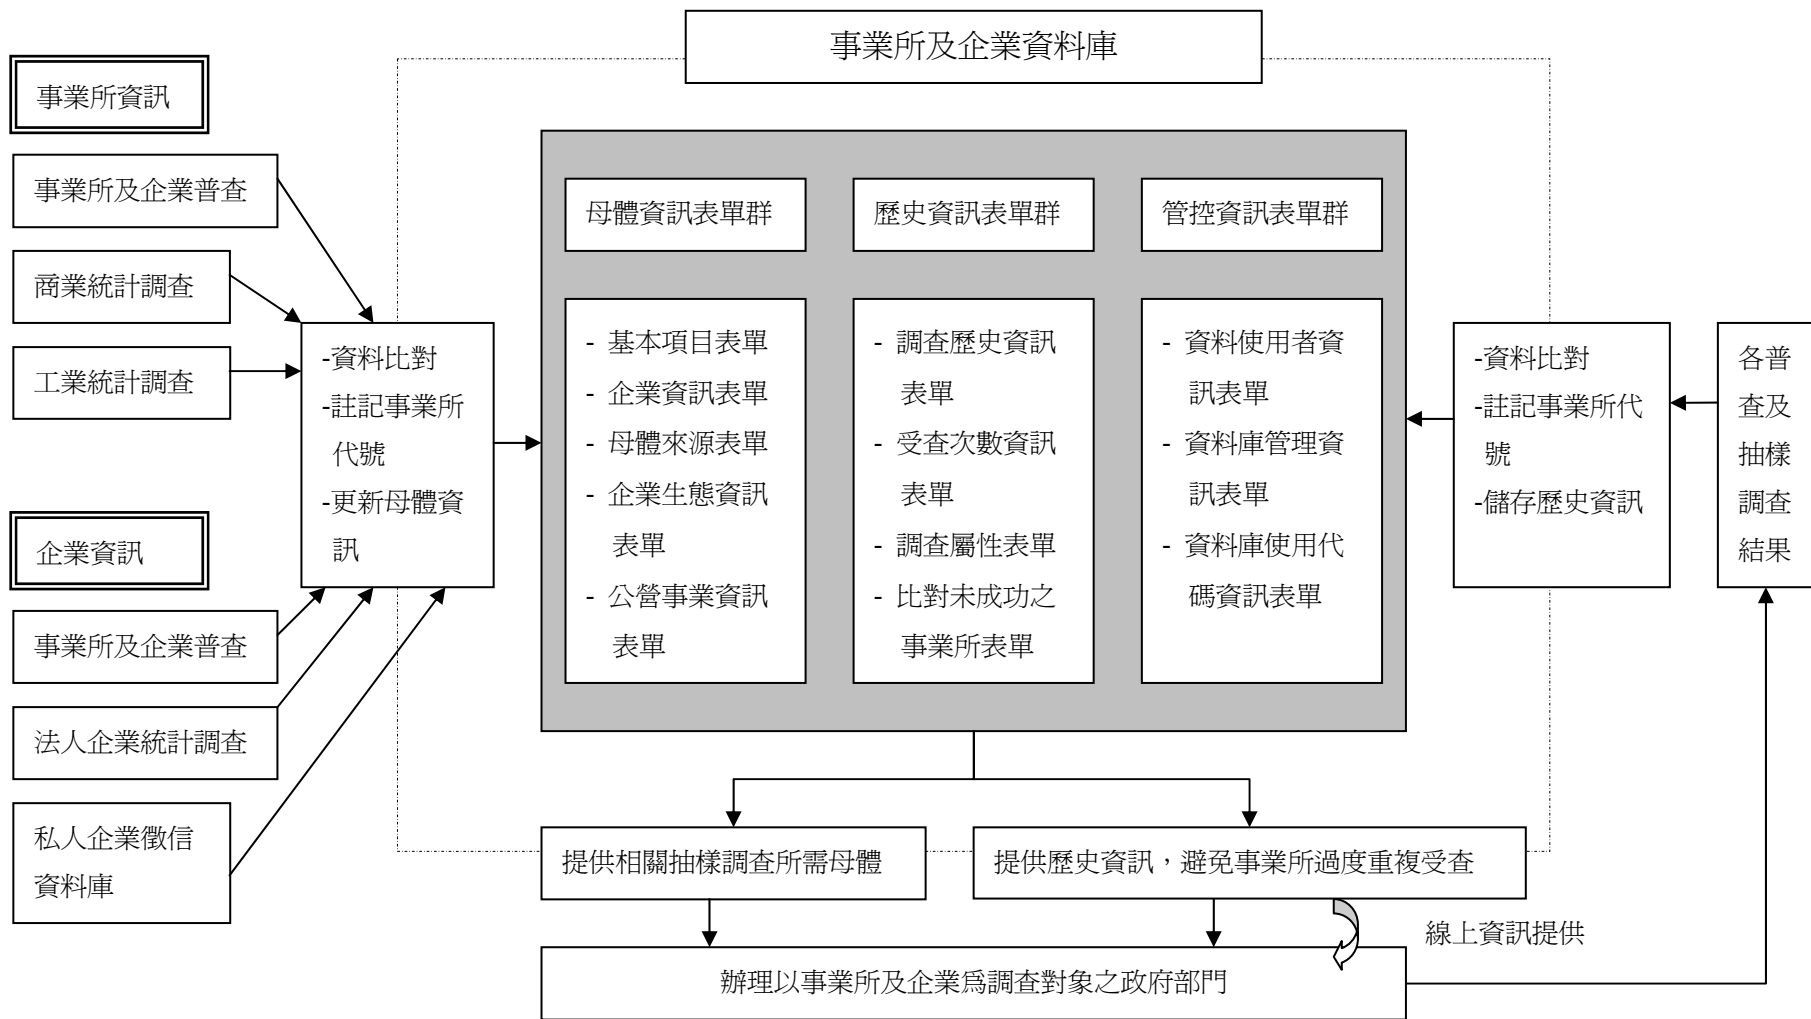 事業所及企業資料庫
事業所資訊
事業所及企業普查
商業統計調查
工業統計調查
企業資訊
事業所及企業普查
法人企業統計調查
私人企業徵信
資料庫
-資料比對
-註記事業所
代號
-更新母體資
訊
母體資訊表單群
- 基本項目表單
- 企業資訊表單
- 母體來源表單
- 企業生態資訊
表單
- 公營事業資訊
表單
歷史資訊表單群
- 調查歷史資訊
表單
- 受查次數資訊
表單
- 調查屬性表單
- 比對未成功之
事業所表單
管控資訊表單群
- 資料使用者資
訊表單
- 資料庫管理資
訊表單
- 資料庫使用代
碼資訊表單
-資料比對
-註記事業所代
號
-儲存歷史資訊
各普
查及
抽樣
調查
結果
提供相關抽樣調查所需母體
提供歷史資訊，避免事業所過度重複受查
線上資訊提供
辦理以事業所及企業為調查對象之政府部門